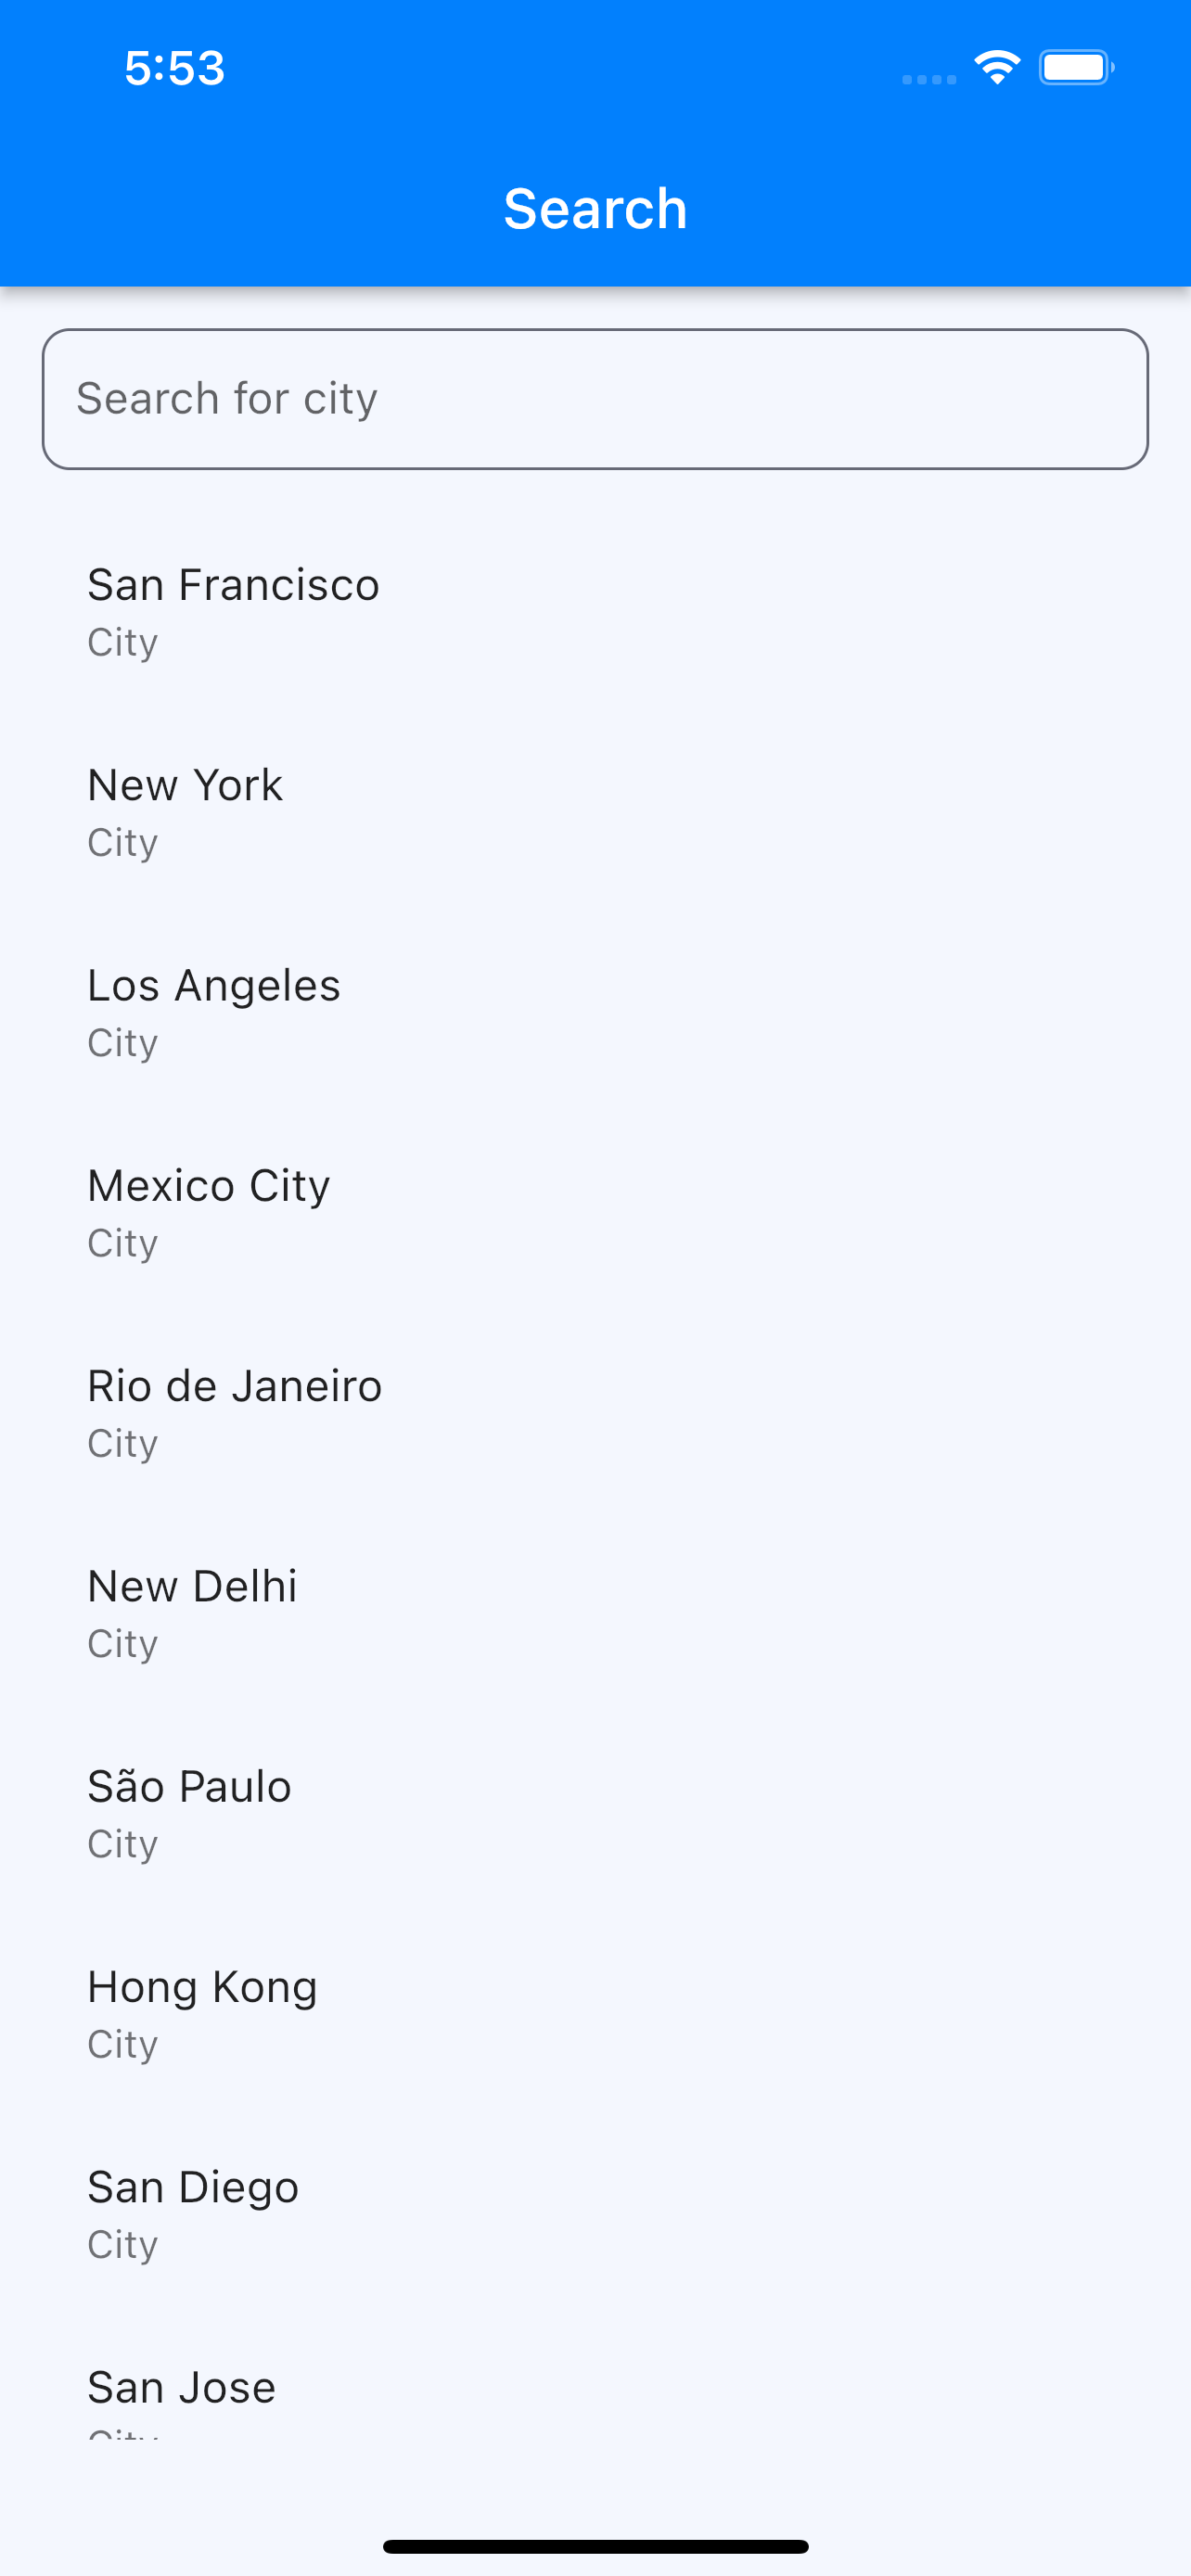 5:53
Search
Search for city
San Francisco
City
New York
City
Los Angeles
City
Mexico City
City
Rio de Janeiro
City
New Delhi
City
São Paulo
City
Hong Kong
City
San Diego
City
San Jose
City